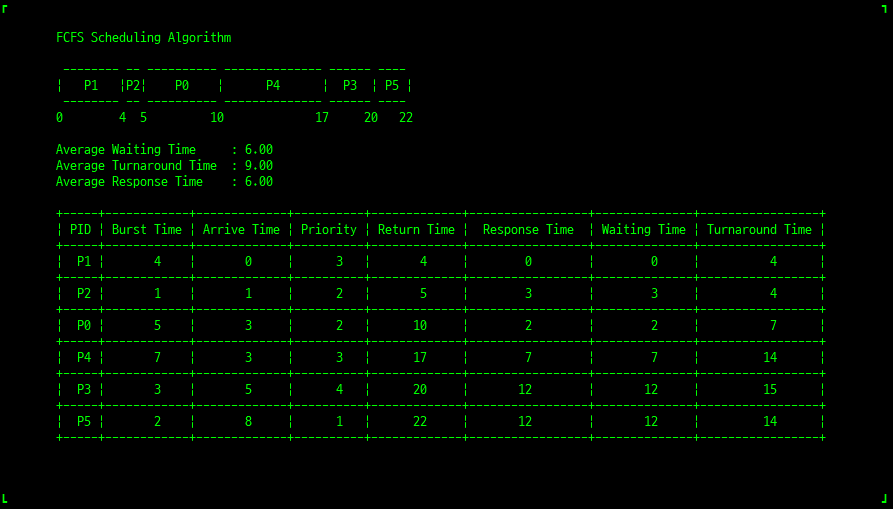 FCFS Scheduling Algorithm
-------- -- ---------- -------------- ------ ----
¦   P1   ¦P2¦    P0    ¦      P4      ¦  P3  ¦ P5 ¦
-------- -- ---------- -------------- ------ ----
0        4  5         10             17     20   22
Average Waiting Time     : 6.00
Average Turnaround Time  : 9.00
Average Response Time    : 6.00
+-----+------------+-------------+----------+-------------+-----------------+--------------+-----------------+
¦ PID ¦ Burst Time ¦ Arrive Time ¦ Priority ¦ Return Time ¦  Response Time  ¦ Waiting Time ¦ Turnaround Time ¦
+-----+------------+-------------+----------+-------------+-----------------+--------------+-----------------+
¦  P1 ¦       4    ¦       0     ¦      3   ¦       4     ¦        0        ¦       0      ¦          4      ¦
+-----+------------+-------------+----------+-------------+-----------------+--------------+-----------------+
¦  P2 ¦       1    ¦       1     ¦      2   ¦       5     ¦        3        ¦       3      ¦          4      ¦
+-----+------------+-------------+----------+-------------+-----------------+--------------+-----------------+
¦  P0 ¦       5    ¦       3     ¦      2   ¦      10     ¦        2        ¦       2      ¦          7      ¦
+-----+------------+-------------+----------+-------------+-----------------+--------------+-----------------+
¦  P4 ¦       7    ¦       3     ¦      3   ¦      17     ¦        7        ¦       7      ¦         14      ¦
+-----+------------+-------------+----------+-------------+-----------------+--------------+-----------------+
¦  P3 ¦       3    ¦       5     ¦      4   ¦      20     ¦       12        ¦      12      ¦         15      ¦
+-----+------------+-------------+----------+-------------+-----------------+--------------+-----------------+
¦  P5 ¦       2    ¦       8     ¦      1   ¦      22     ¦       12        ¦      12      ¦         14      ¦
+-----+------------+-------------+----------+-------------+-----------------+--------------+-----------------+